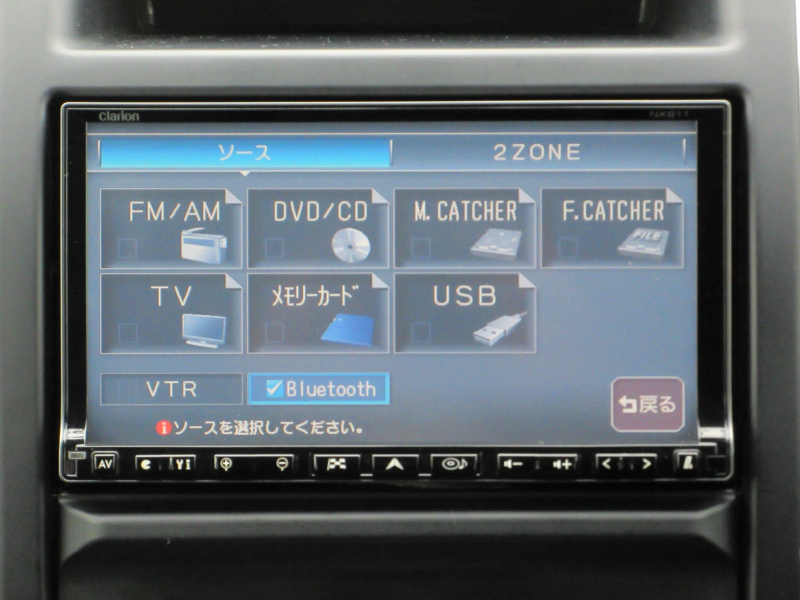 clarion NX811
ソース 2ZONE
FM/AM DVD/CD M.CATCHER F.CATCHER
FILE
TV メモリーカード USB
VTR Bluetooth
戻る
ソースを選択してください。
AV